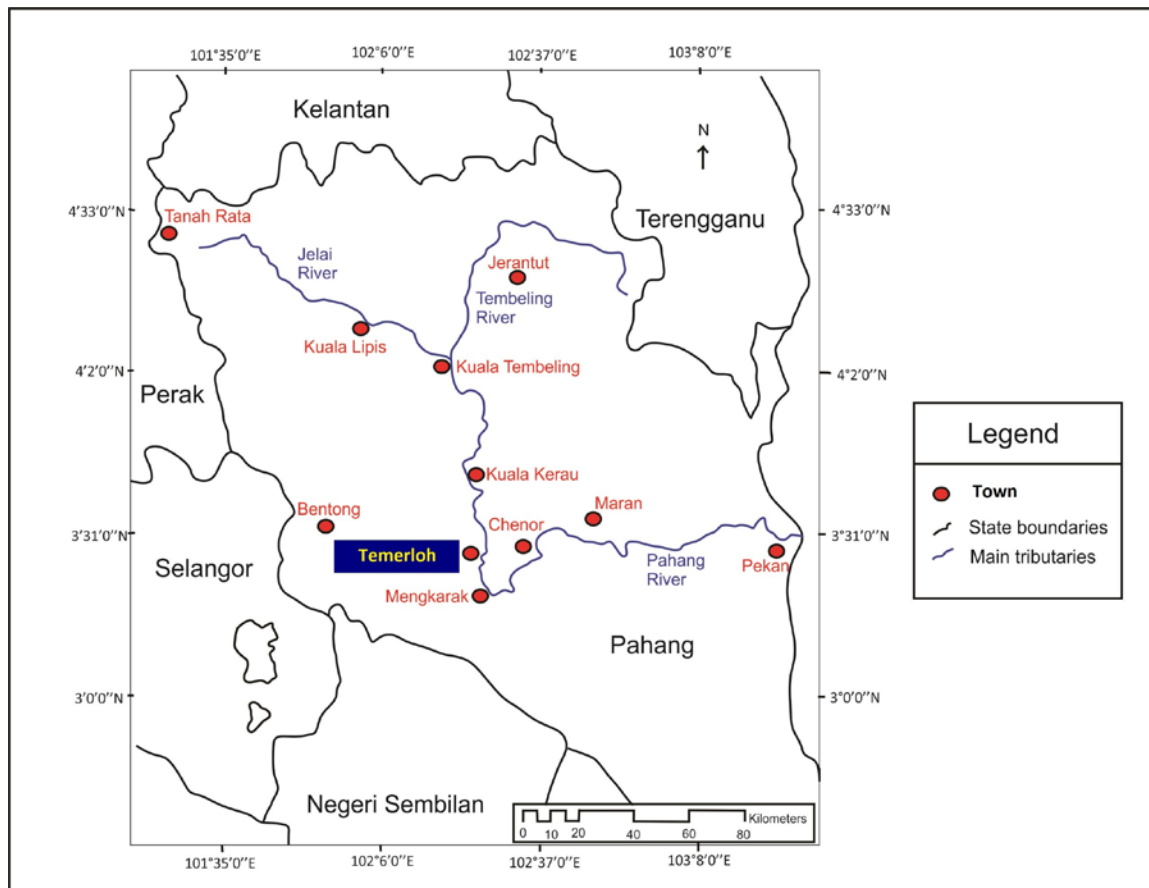 101°35'0''E 102°6'0''E 102°37'0''E 103°8'0''E
Kelantan
N
4°33'0''N
Tanah Rata
Terengganu
4°33'0''N
Jelai
River
Jerantut
Tembeling
River
Kuala Lipis
Kuala Tembeling
4°2'0''N
4°2'0''N
Perak
Legend
Town
State boundaries
Main tributaries
Kuala Kerau
Bentong
Maran
Chenor
3°31'0''N
3°31'0''N
Temerloh
Pahang
River
Pekan
Selangor
Mengkarak
Pahang
3°0'0''N
3°0'0''N
Negeri Sembilan
Kilometers
0 10 20 40 60 80
101°35'0''E 102°6'0''E 102°37'0''E 103°8'0''E